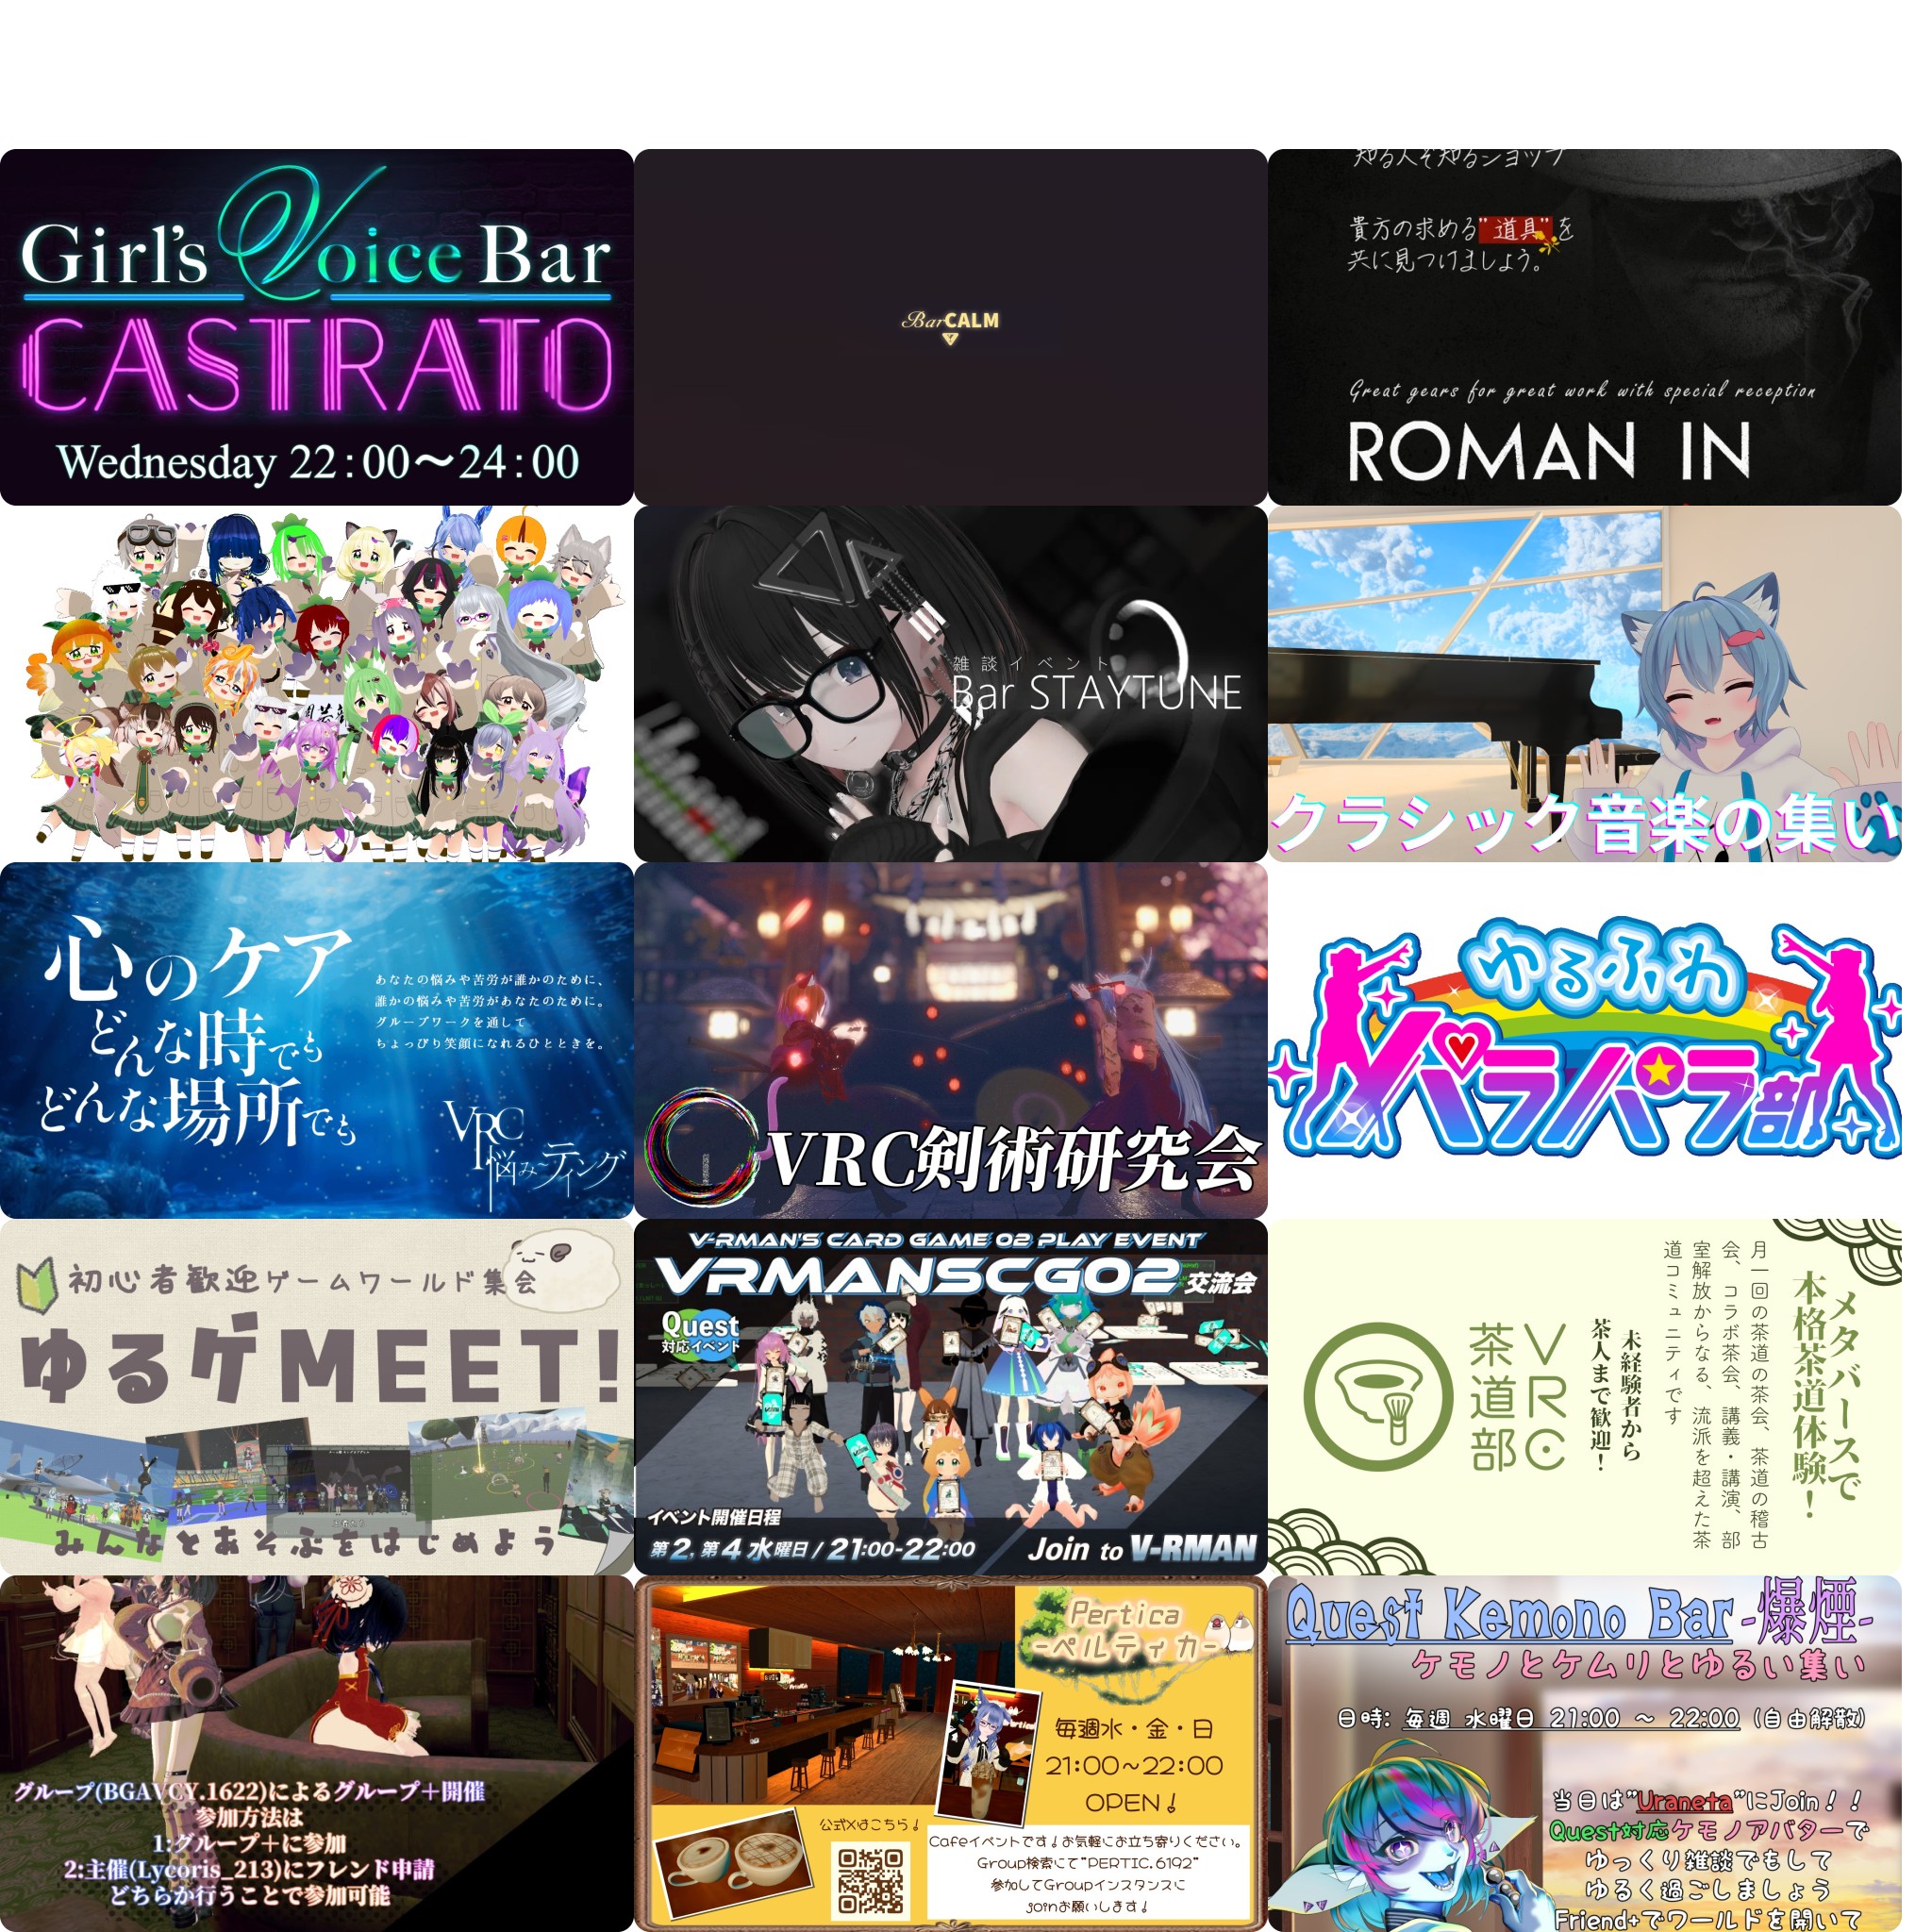 Girl's Voice Bar
CASTRATO
Wednesday 22:00～24:00
Bar CALM
知る人ぞ知るショップ
貴方の求める"道具"を
共に見つけましょう。
Great gears for great work with special reception
ROMAN IN
雑談イベント
Bar STAYTUNE
クラシック音楽の集い
心のケア
どんな時でも
どんな場所でも
あなたの悩みや苦労が誰かのために、
誰かの悩みや苦労があなたのために。
グループワークを通して
ちょっぴり笑顔になれるひとときを。
VRC
悩み~ティング
VRC剣術研究会
ゆるふわ
パラパラ部
初心者歓迎ゲームワールド集会
ゆるゲMEET!
みんなとあそぶをはじめよう
V-RMAN'S CARD GAME 02 PLAY EVENT
VRMANSCG02交流会
Quest
対応イベント
イベント開催日程
第2,第4水曜日/21:00-22:00
Join to V-RMAN
メタバースで
本格茶道体験！
月一回の茶道の茶会、茶道の稽古
会、コラボ茶会、講義・講演、部
室解放からなる、流派を超えた茶
道コミュニティです
未経験者から
茶人まで歓迎！
VRC
茶道部
グループ(BGAVCY.1622)によるグループ＋開催
参加方法は
1:グループ＋に参加
2:主催(Lycoris_213)にフレンド申請
どちらか行うことで参加可能
Pertica
-ペルティカ-
毎週水・金・日
21:00~22:00
OPEN！
公式Xはこちら！
Cafeイベントです！お気軽にお立ち寄りください。
Group検索にて"PERTIC.6192"
参加してGroupインスタンスに
joinお願いします！
Quest Kemono Bar-爆煙-
ケモノとケムリとゆるい集い
日時: 毎週 水曜日 21:00 ～ 22:00 (自由解散)
当日は"Uraneta"にJoin！！
Quest対応ケモノアバターで
ゆっくり雑談でもして
ゆるく過ごしましょう
Friend+でワールドを開いて